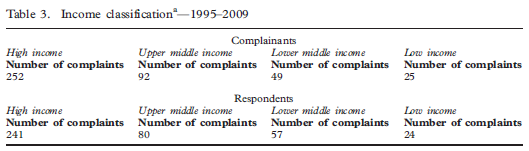 Table 3. Income classificationª—1995–2009
Complainants
High income Upper middle income Lower middle income Low income
Number of complaints Number of complaints Number of complaints Number of complaints
252 92 49 25
Respondents
High income Upper middle income Lower middle income Low income
Number of complaints Number of complaints Number of complaints Number of complaints
241 80 57 24